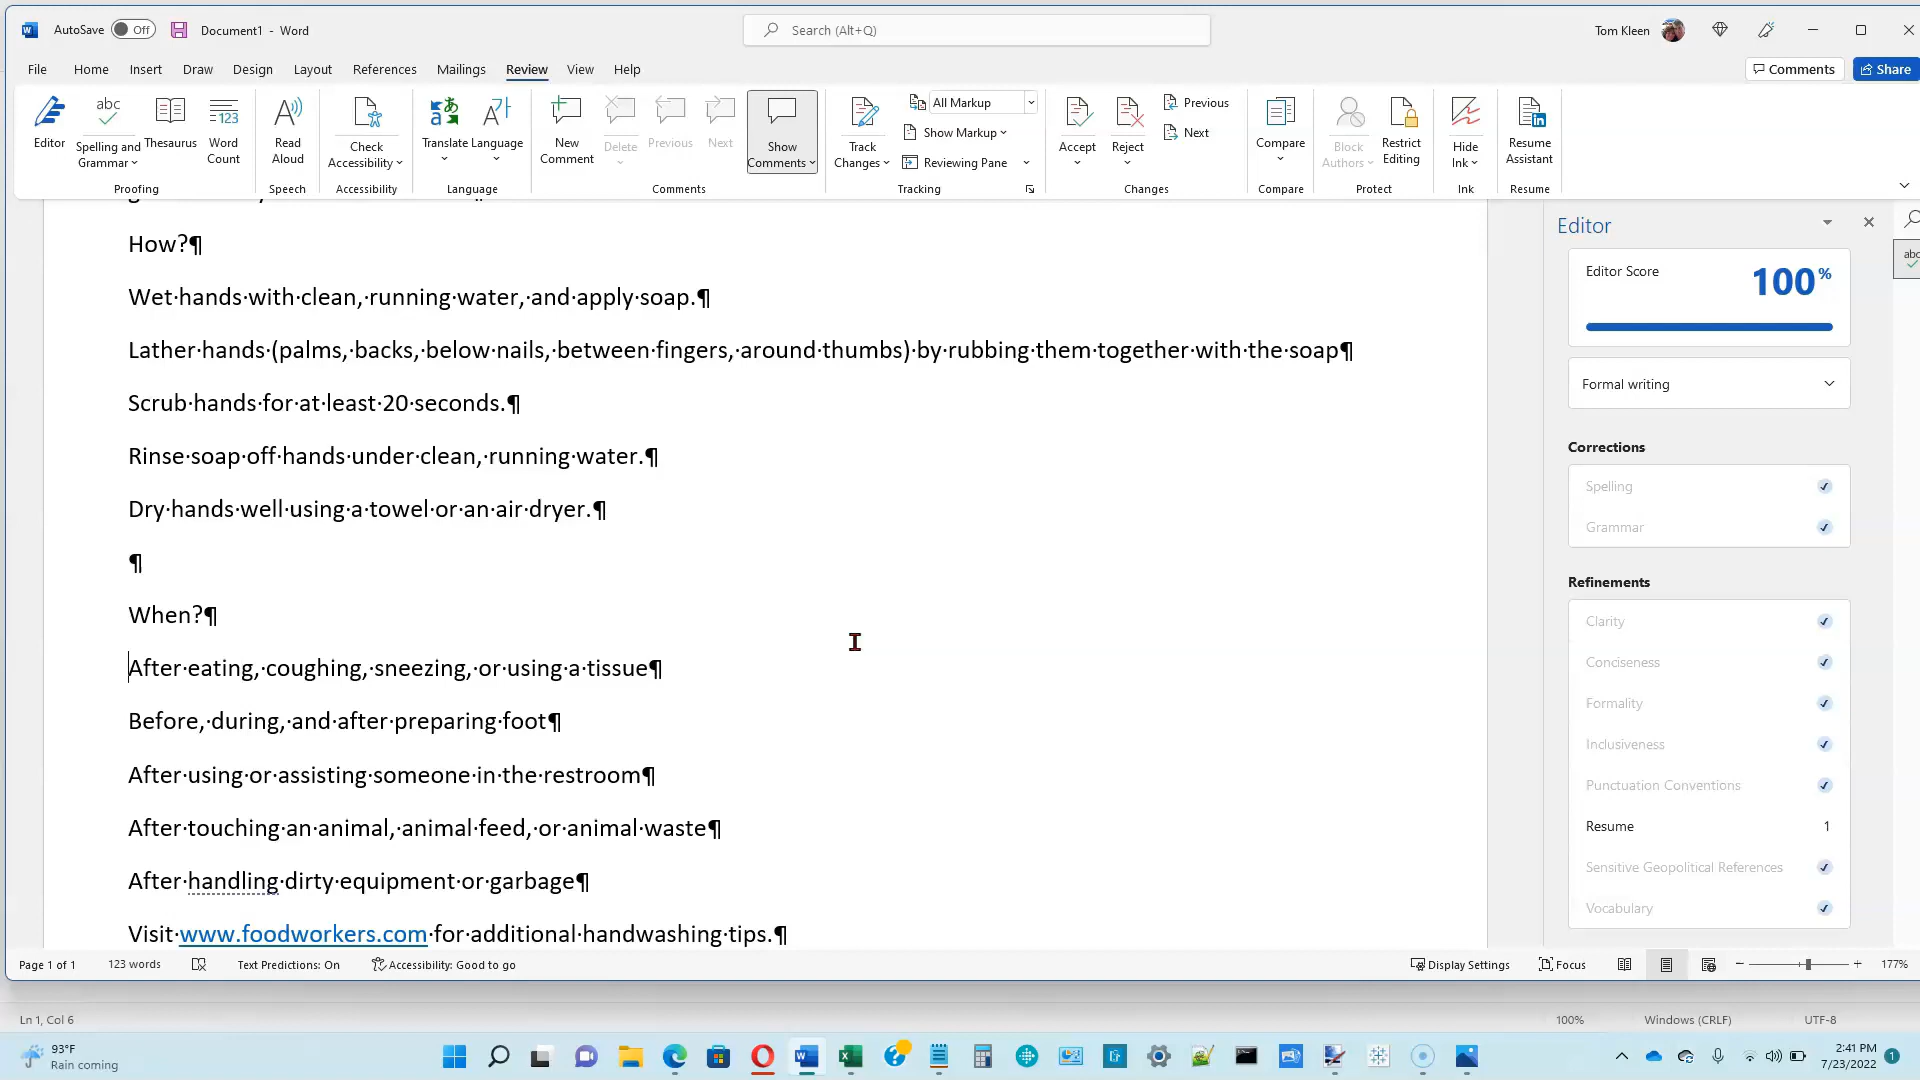 AutoSave Off Document1 - Word Search (Alt+Q) Tom Kleen
File Home Insert Draw Design Layout References Mailings Review View Help Comments Share
Editor
abc Spelling and Grammar
Thesaurus
123 Word Count
Proofing
Read Aloud
Speech
Check Accessibility
Accessibility
Translate
Language
Language
New Comment
Delete
Previous
Next
Show Comments
Comments
Track Changes
All Markup
Show Markup
Reviewing Pane
Tracking
Accept
Reject
Previous
Next
Changes
Compare
Compare
Block Authors
Restrict Editing
Protect
Hide Ink
Ink
Resume Assistant
Resume
How?¶
Wet·hands·with·clean,·running·water,·and·apply·soap.¶
Lather·hands·(palms,·backs,·below·nails,·between·fingers,·around·thumbs)·by·rubbing·them·together·with·the·soap¶
Scrub·hands·for·at·least·20·seconds.¶
Rinse·soap·off·hands·under·clean,·running·water.¶
Dry·hands·well·using·a·towel·or·an·air·dryer.¶
¶
When?¶
After·eating,·coughing,·sneezing,·or·using·a·tissue¶
Before,·during,·and·after·preparing·foot¶
After·using·or·assisting·someone·in·the·restroom¶
After·touching·an·animal,·animal·feed,·or·animal·waste¶
After·handling·dirty·equipment·or·garbage¶
Visit·www.foodworkers.com·for·additional·handwashing·tips.¶
Editor
Editor Score 100%
Formal writing
Corrections
Spelling
Grammar
Refinements
Clarity
Conciseness
Formality
Inclusiveness
Punctuation Conventions
Resume 1
Sensitive Geopolitical References
Vocabulary
abc
Page 1 of 1 123 words Text Predictions: On Accessibility: Good to go Display Settings Focus 177%
Ln 1, Col 6 100% Windows (CRLF) UTF-8
93°F
Rain coming
2:41 PM
7/23/2022
1